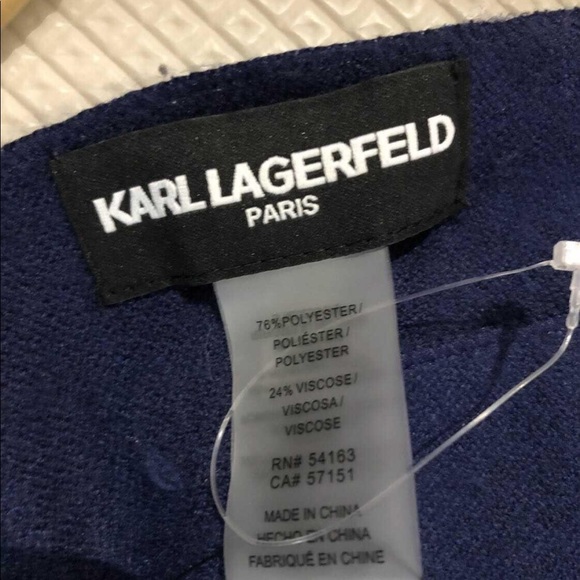 KARL LAGERFELD
PARIS
76%POLYESTER/
POLIÉSTER/
POLYESTER
24% VISCOSE/
VISCOSA/
VISCOSE
RN# 54163
CA# 57151
MADE IN CHINA
HECHO EN CHINA
FABRIQUÉ EN CHINE